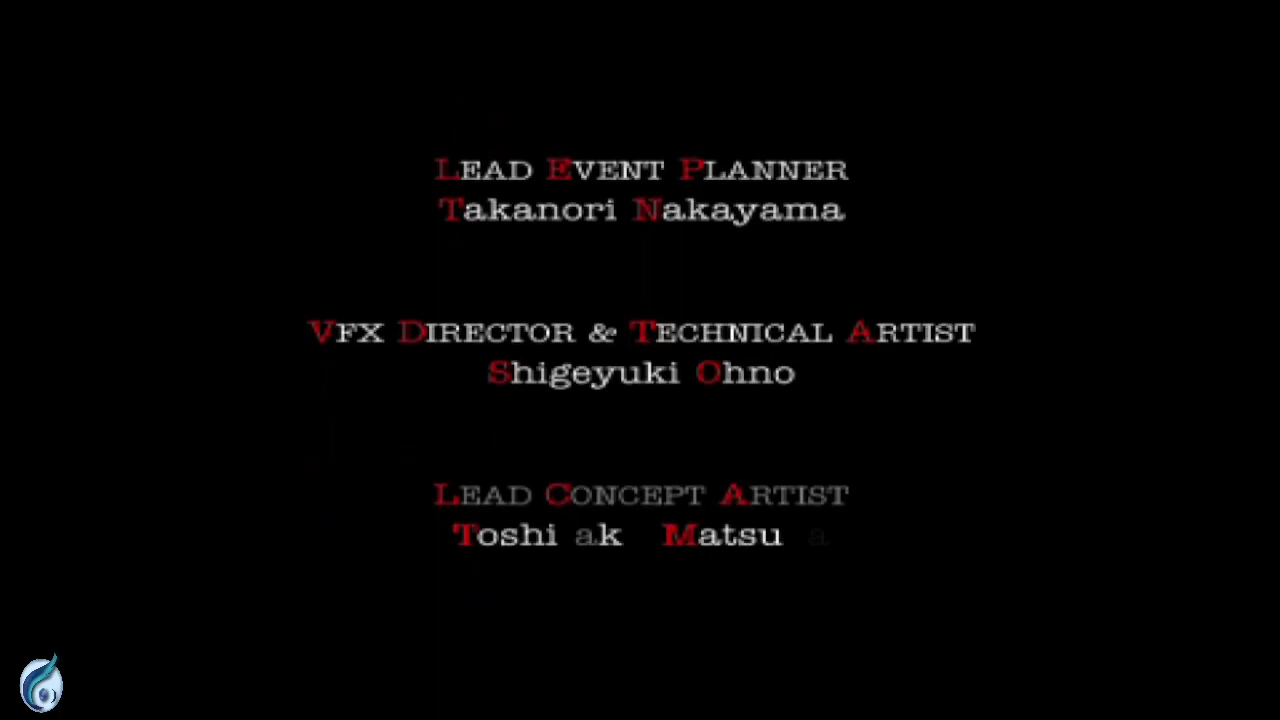 LEAD EVENT PLANNER
Takanori Nakayama
VFX DIRECTOR & TECHNICAL ARTIST
Shigeyuki Ohno
LEAD CONCEPT ARTIST